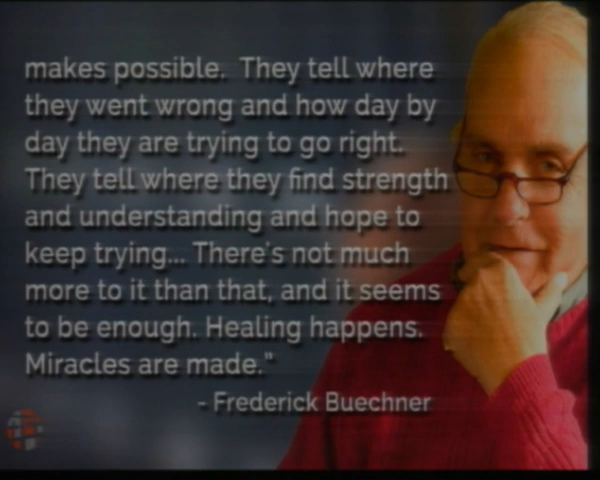 makes possible. They tell where
they went wrong and how day by
day they are trying to go right.
They tell where they find strength
and understanding and hope to
keep trying... There's not much
more to it than that, and it seems
to be enough. Healing happens.
Miracles are made.”
- Frederick Buechner